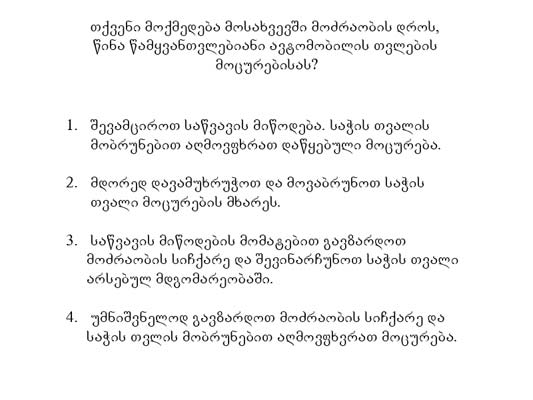 თქვენი მოქმედება მოსახვევში მოძრაობის დროს,
წინა წამყვანთვლებიანი ავტომობილის თვლების
მოცურებისას?
1. შევამციროთ საწვავის მიწოდება. საჭის თვალის
მობრუნებით აღმოვფხრათ დაწყებული მოცურება.
2. მდორედ დავამუხრუჭოთ და მოვაბრუნოთ საჭის
თვალი მოცურების მხარეს.
3. საწვავის მიწოდების მომატებით გავზარდოთ
მოძრაობის სიჩქარე და შევინარჩუნოთ საჭის თვალი
არსებულ მდგომარეობაში.
4. უმნიშვნელოდ გავზარდოთ მოძრაობის სიჩქარე და
საჭის თვლის მობრუნებით აღმოვფხვრათ მოცურება.